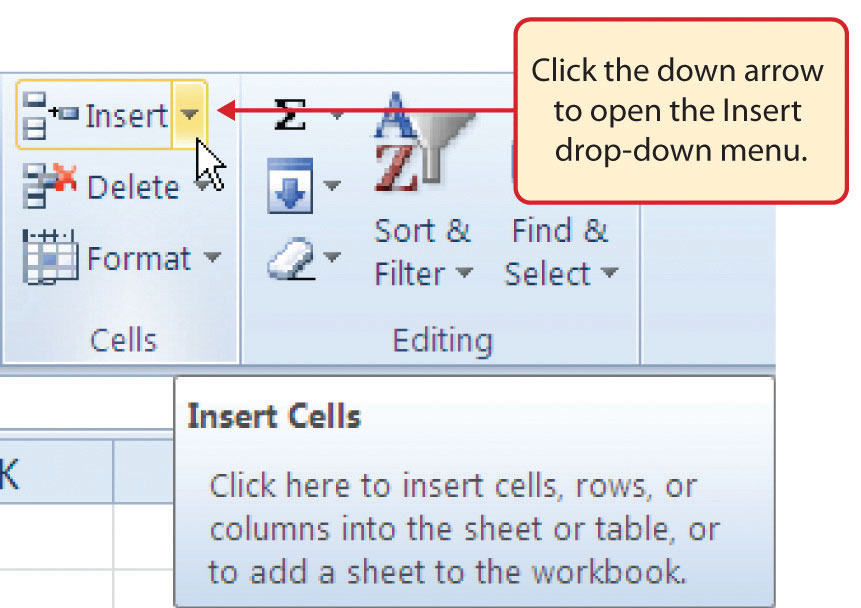 Click the down arrow
to open the Insert
drop-down menu.
Insert
Delete
Format
Cells
Σ
A
Z
Sort &
Filter
Find &
Select
Editing
Insert Cells
Click here to insert cells, rows, or
columns into the sheet or table, or
to add a sheet to the workbook.
K